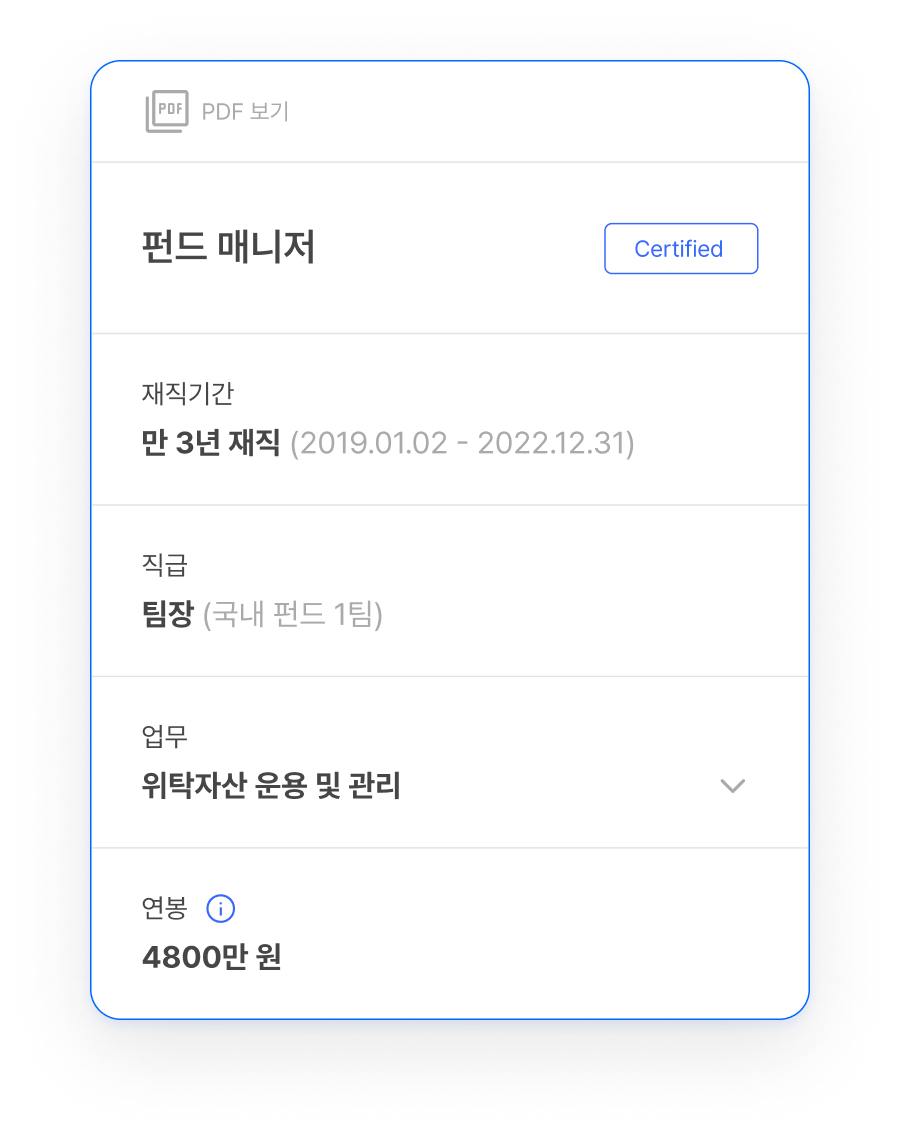 PDF
PDF 보기
펀드 매니저
Certified
재직기간
만 3년 재직 (2019.01.02 - 2022.12.31)
직급
팀장 (국내 펀드 1팀)
업무
위탁자산 운용 및 관리
연봉
4800만 원